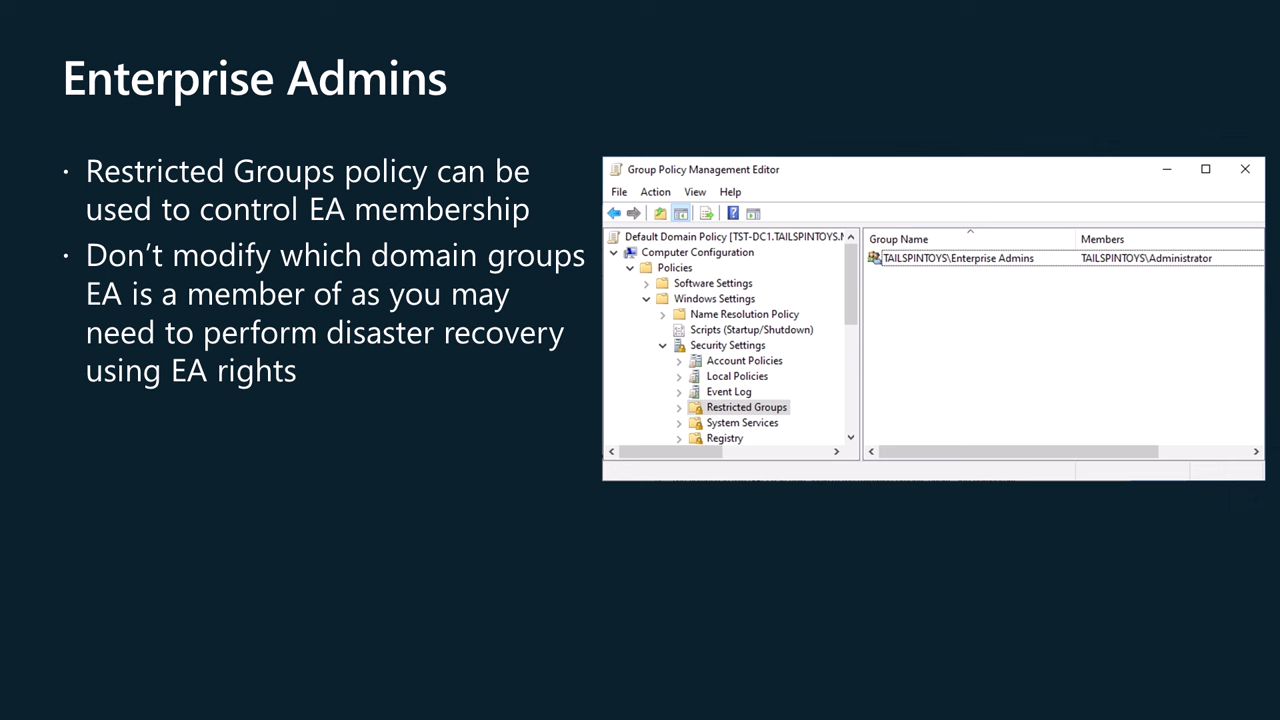 Enterprise Admins
· Restricted Groups policy can be
used to control EA membership
· Don't modify which domain groups
EA is a member of as you may
need to perform disaster recovery
using EA rights
Group Policy Management Editor
File Action View Help
Default Domain Policy [TST-DC1.TAILSPINTOYS.
Computer Configuration
Policies
Software Settings
Windows Settings
Name Resolution Policy
Scripts (Startup/Shutdown)
Security Settings
Account Policies
Local Policies
Event Log
Restricted Groups
System Services
Registry
Group Name Members
TAILSPINTOYS\Enterprise Admins TAILSPINTOYS\Administrator